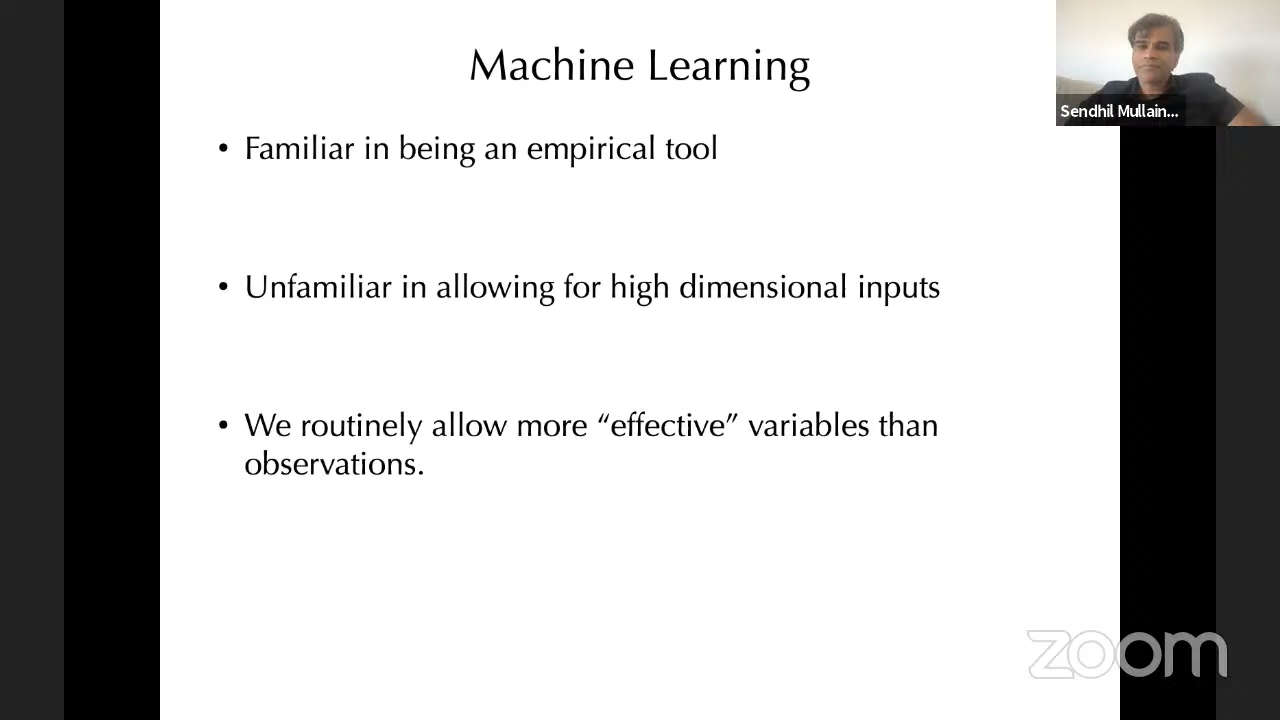 Machine Learning
Sendhil Mullain...
• Familiar in being an empirical tool
• Unfamiliar in allowing for high dimensional inputs
• We routinely allow more “effective” variables than
observations.
zoom